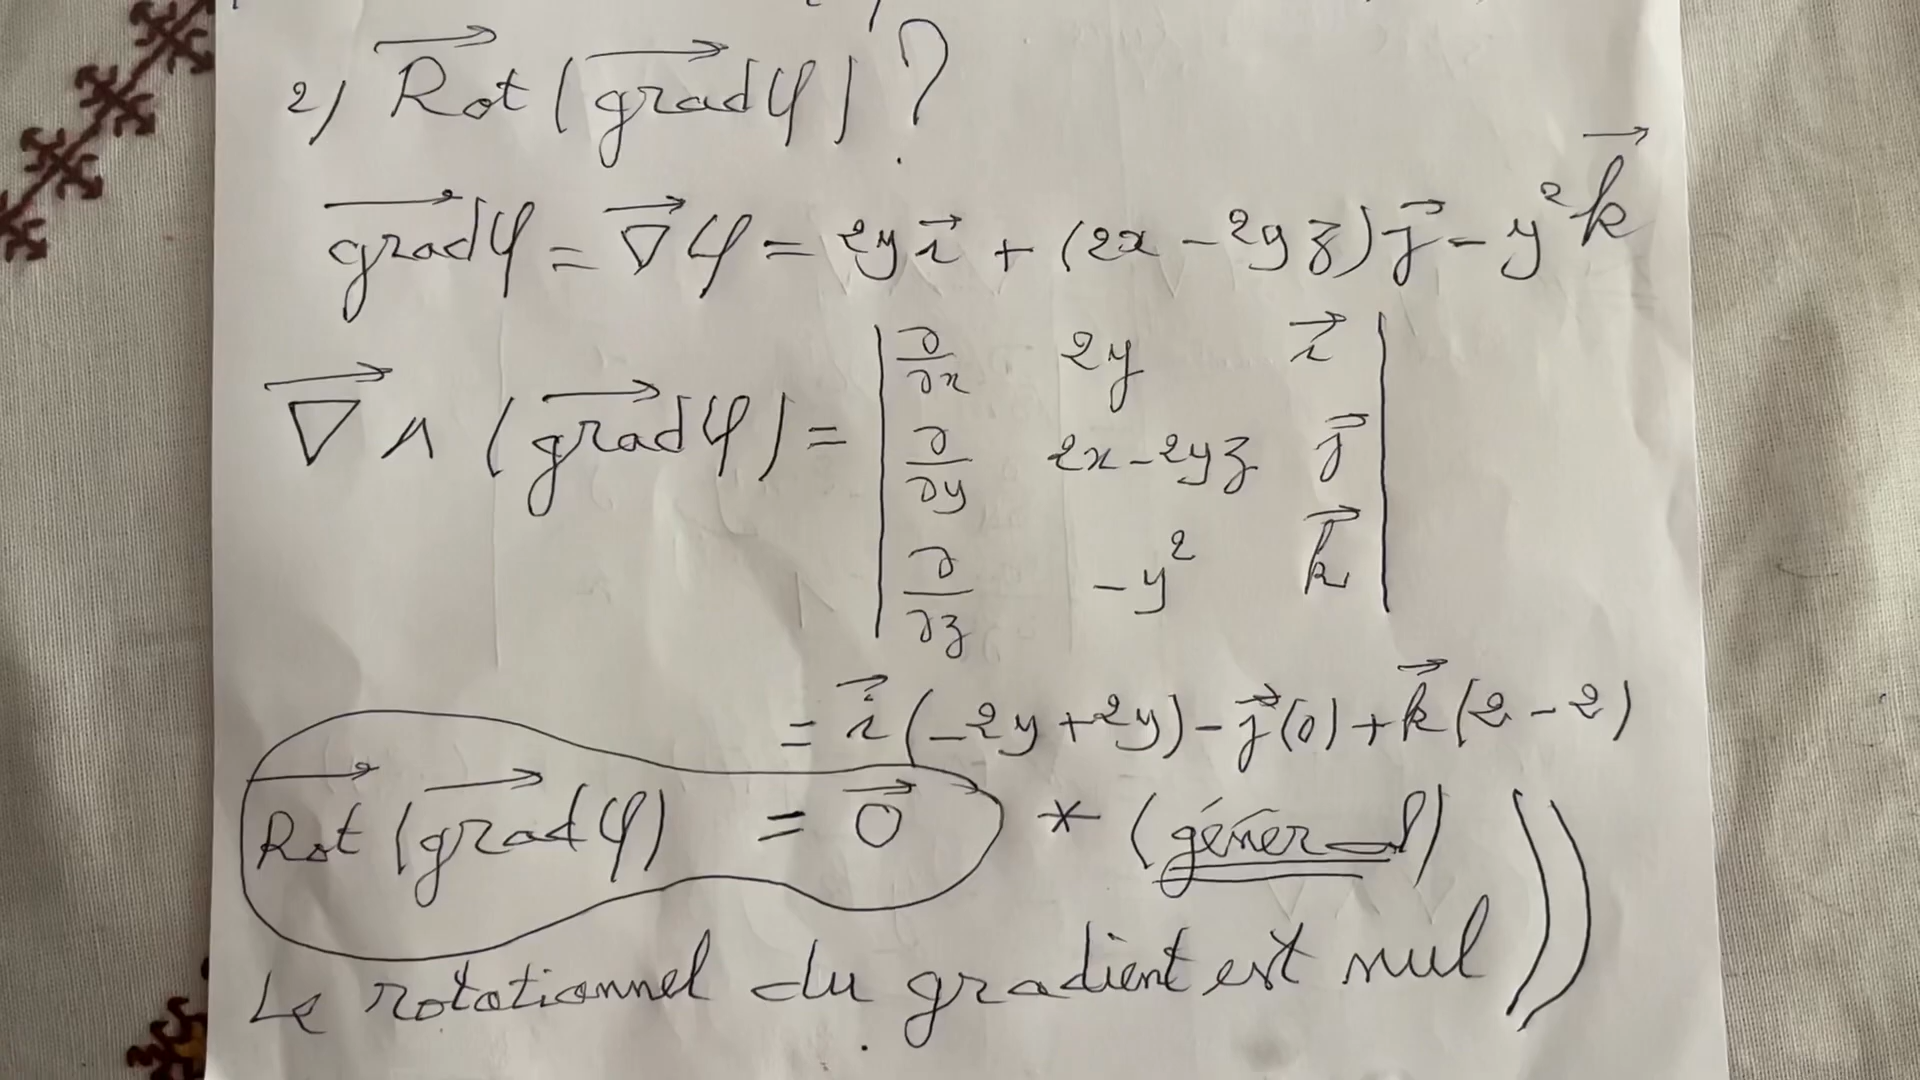 2) Rot (grad φ) ?
grad φ = ∇φ = 2y i + (2x - 2yz) j - y² k
∂/∂x 2y i
∇ ∧ (grad φ) = ∂/∂y 2x - 2yz j
∂/∂z -y² k
= i (-2y + 2y) - j (0) + k (2 - 2)
Rot (grad φ) = 0 * (général)
Le rotationnel du gradient est nul